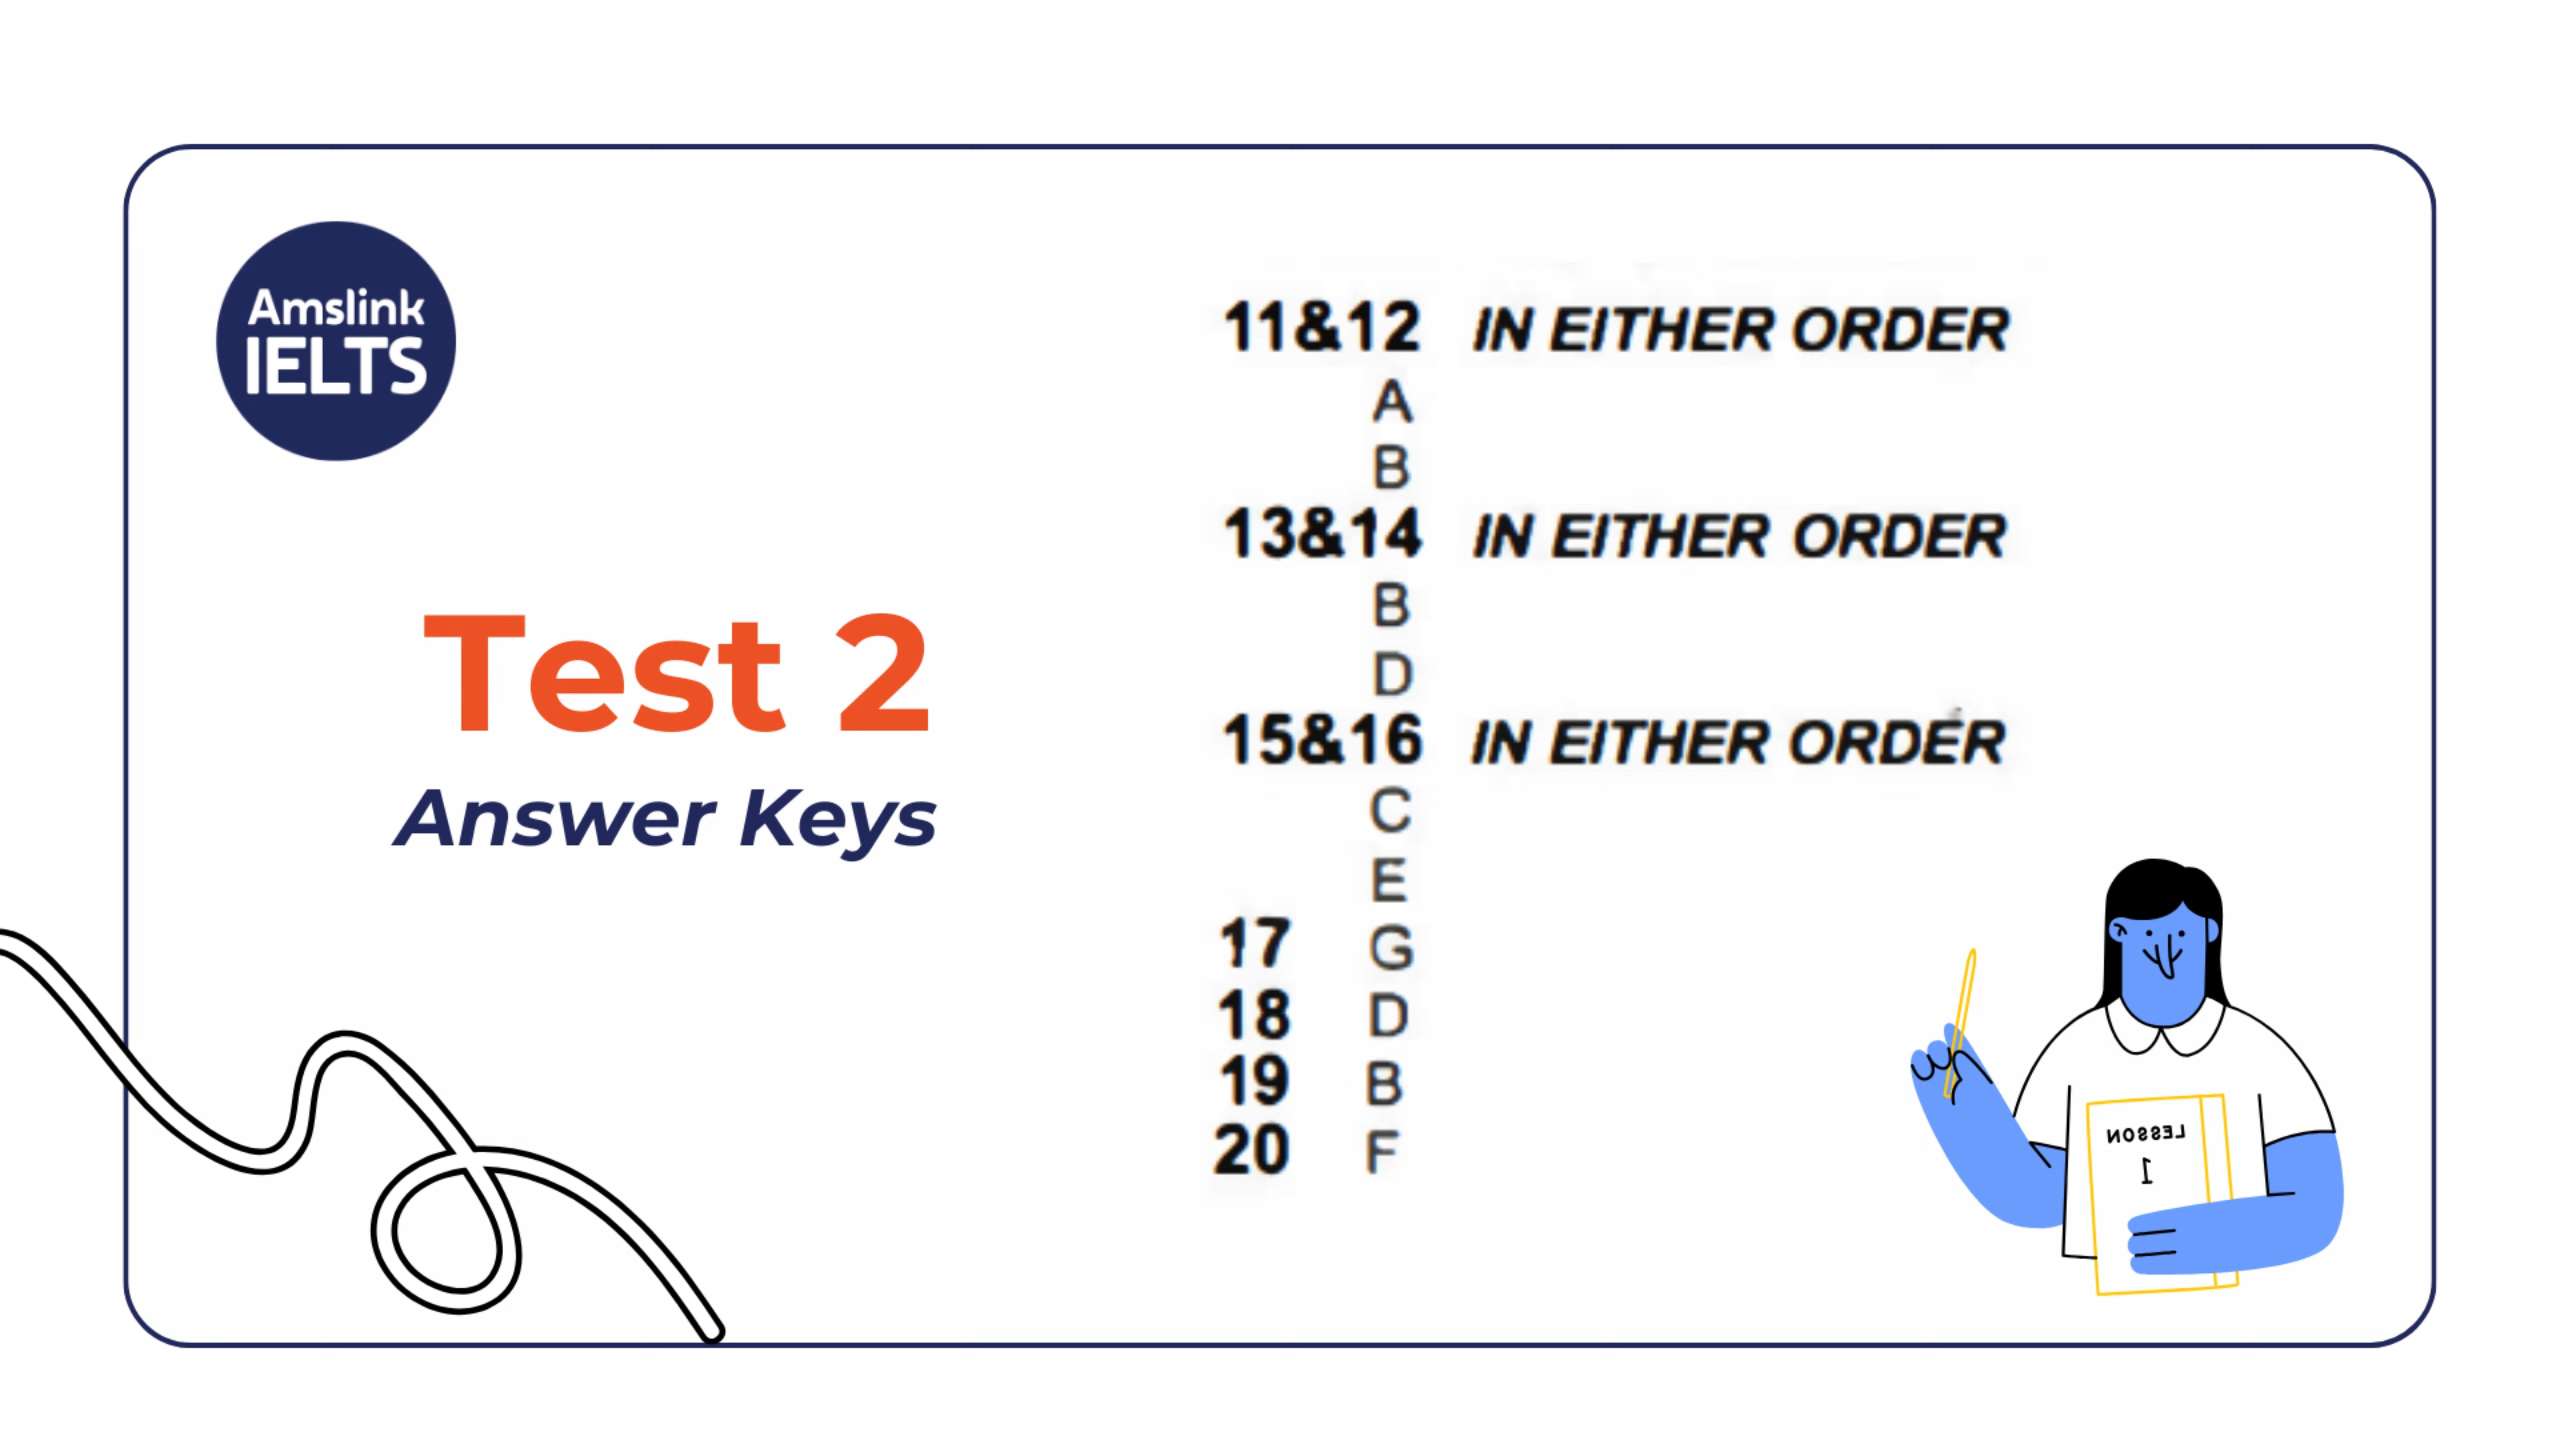 Amslink
IELTS
Test 2
Answer Keys
11&12 IN EITHER ORDER
A
B
13&14 IN EITHER ORDER
B
D
15&16 IN EITHER ORDER
C
E
17 G
18 D
19 B
20 F
LESSON
1